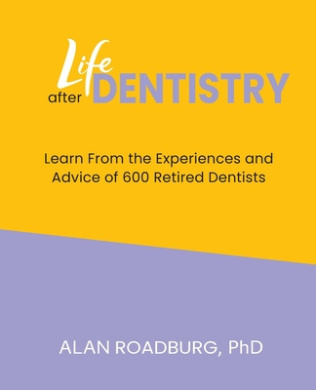 Life
after DENTISTRY
Learn From the Experiences and
Advice of 600 Retired Dentists
ALAN ROADBURG, PhD